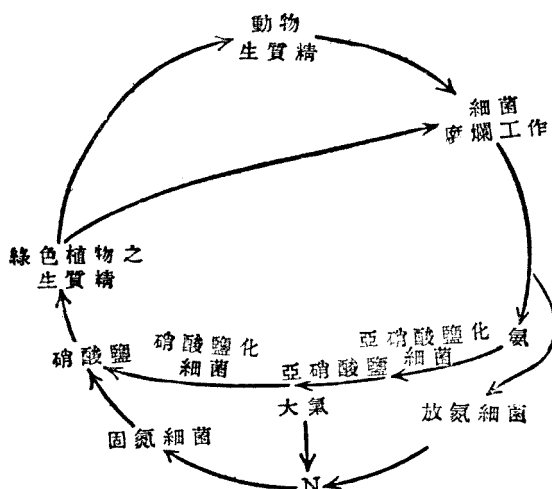 動物
生質精
細菌
糜爛工作
綠色植物之
生質精
硝酸鹽
硝酸鹽化
細菌
亞硝酸鹽
亞硝酸鹽化
細菌
氨
大氣
固氮細菌
放氨細菌
N